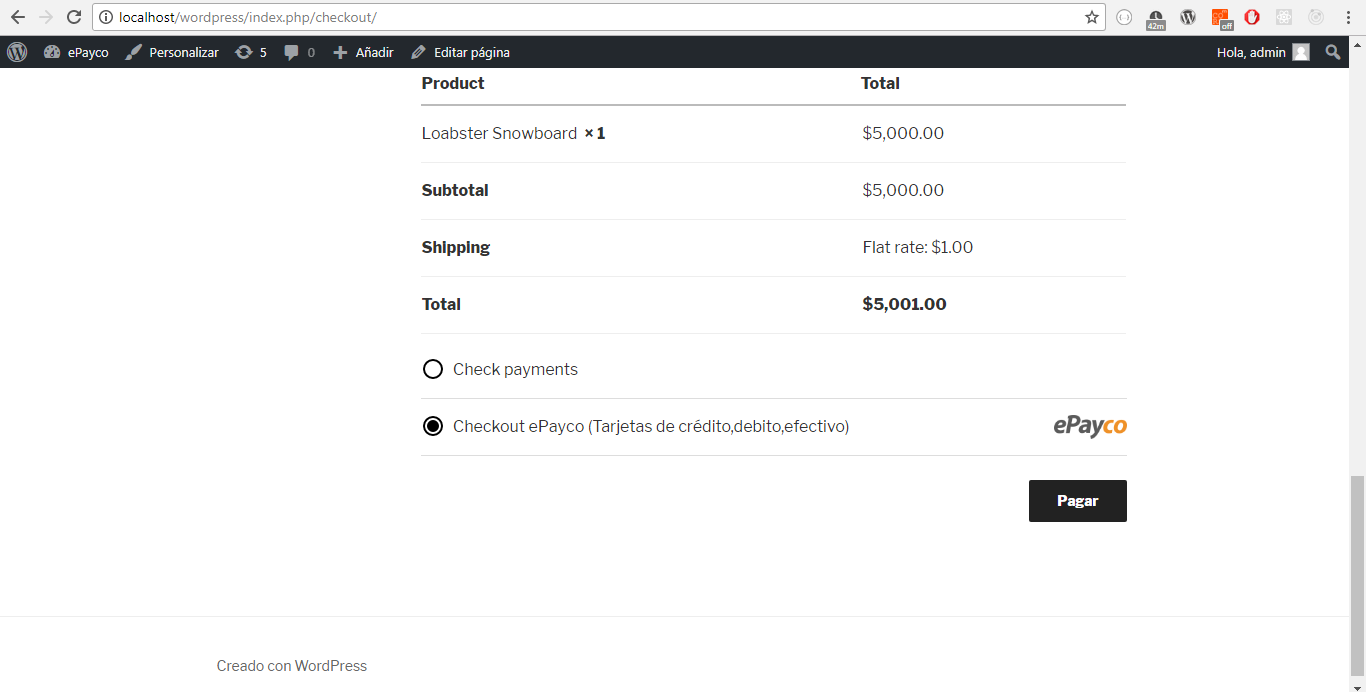 localhost/wordpress/index.php/checkout/
42m
off
ePayco Personalizar 5 0 Añadir Editar página Hola, admin
Product Total
Loabster Snowboard × 1 $5,000.00
Subtotal $5,000.00
Shipping Flat rate: $1.00
Total $5,001.00
Check payments
Checkout ePayco (Tarjetas de crédito,debito,efectivo) ePayco
Pagar
Creado con WordPress